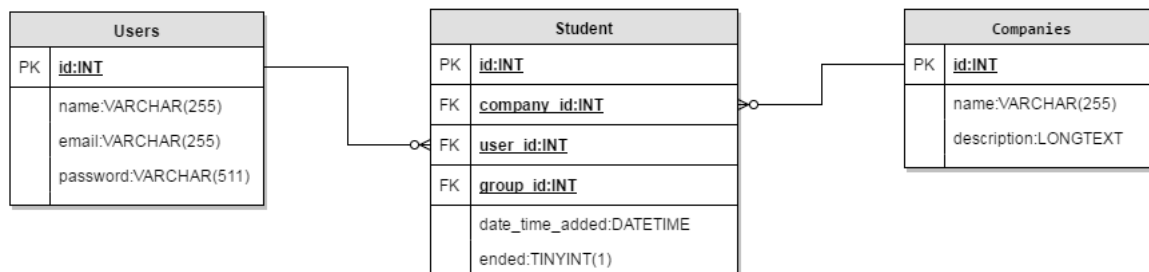 Users
PK id:INT
name:VARCHAR(255)
email:VARCHAR(255)
password:VARCHAR(511)
Student
PK id:INT
FK company_id:INT
FK user_id:INT
FK group_id:INT
date_time_added:DATETIME
ended:TINYINT(1)
Companies
PK id:INT
name:VARCHAR(255)
description:LONGTEXT